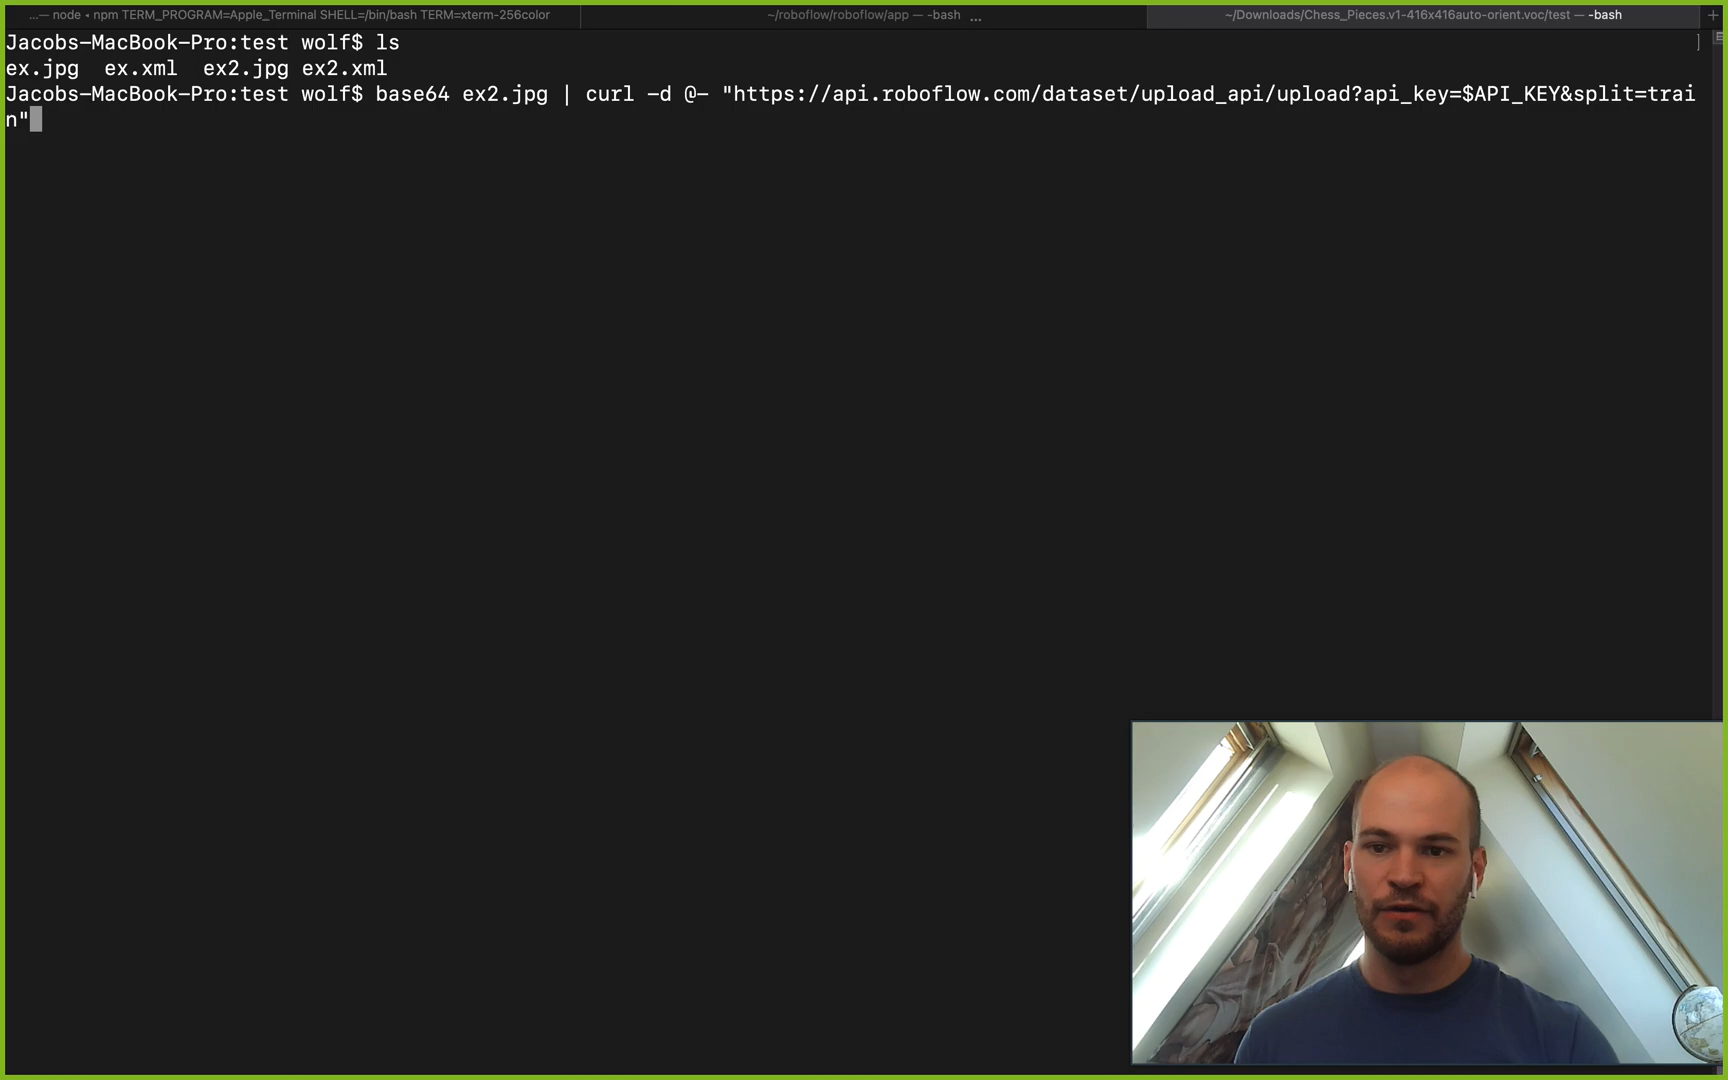 ...— node ◂ npm TERM_PROGRAM=Apple_Terminal SHELL=/bin/bash TERM=xterm-256color
~/roboflow/roboflow/app — -bash ...
~/Downloads/Chess_Pieces.v1-416x416auto-orient.voc/test — -bash
Jacobs-MacBook-Pro:test wolf$ ls
ex.jpg ex.xml ex2.jpg ex2.xml
Jacobs-MacBook-Pro:test wolf$ base64 ex2.jpg | curl -d @- "https://api.roboflow.com/dataset/upload_api/upload?api_key=$API_KEY&split=trai
n"